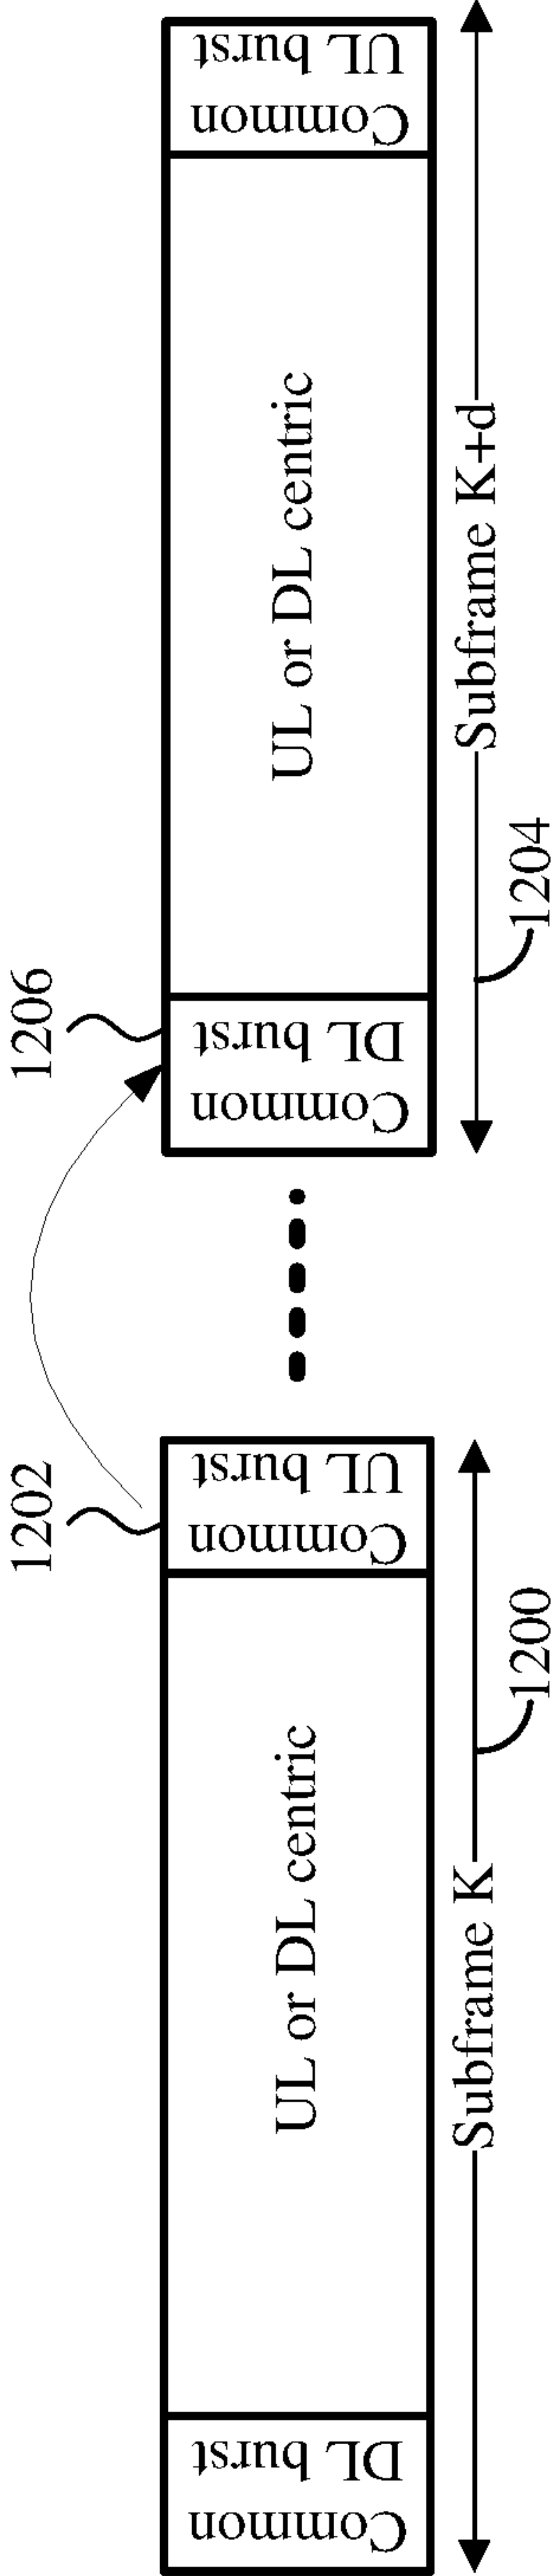 1202
1206
Common
DL burst
UL or DL centric
Common
UL burst
Common
DL burst
UL or DL centric
Common
UL burst
Subframe K
Subframe K+d
1200
1204